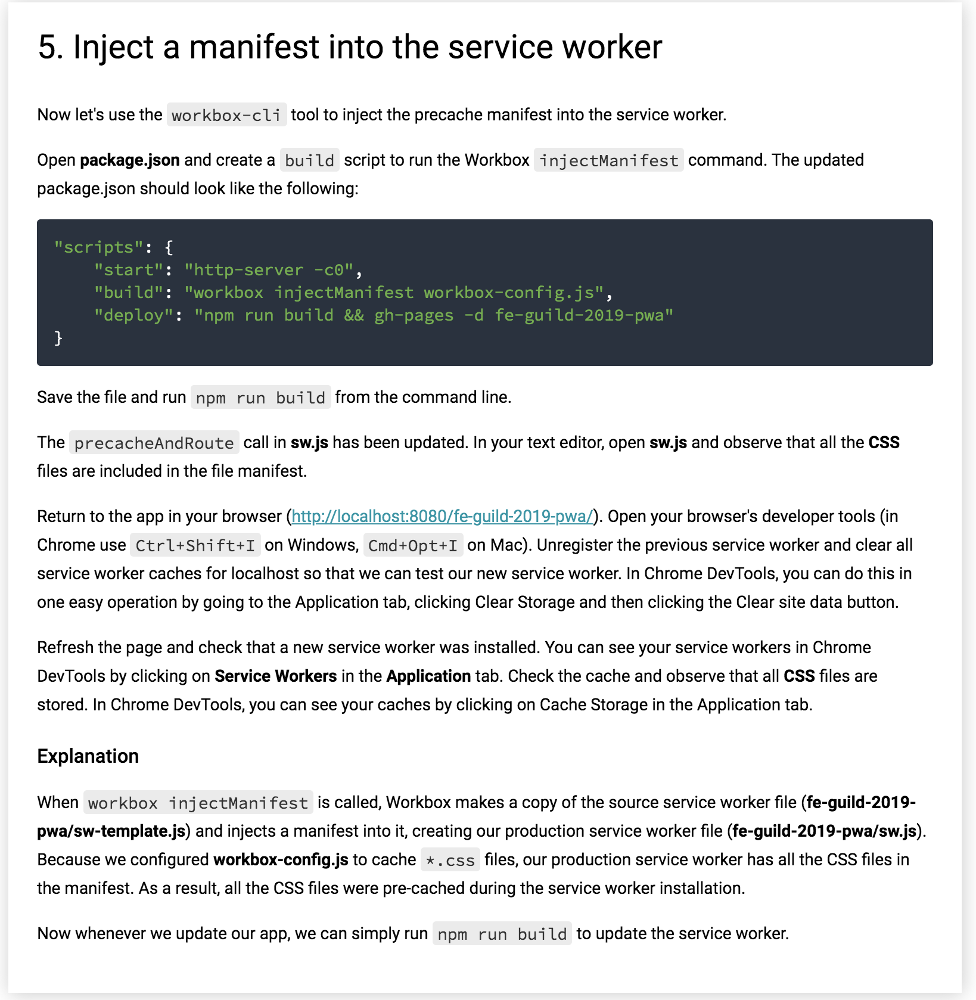 5. Inject a manifest into the service worker
Now let's use the workbox-cli tool to inject the precache manifest into the service worker.
Open package.json and create a build script to run the Workbox injectManifest command. The updated
package.json should look like the following:
"scripts": {
    "start": "http-server -c0",
    "build": "workbox injectManifest workbox-config.js",
    "deploy": "npm run build && gh-pages -d fe-guild-2019-pwa"
}
Save the file and run npm run build from the command line.
The precacheAndRoute call in sw.js has been updated. In your text editor, open sw.js and observe that all the CSS
files are included in the file manifest.
Return to the app in your browser (http://localhost:8080/fe-guild-2019-pwa/). Open your browser's developer tools (in
Chrome use Ctrl+Shift+I on Windows, Cmd+Opt+I on Mac). Unregister the previous service worker and clear all
service worker caches for localhost so that we can test our new service worker. In Chrome DevTools, you can do this in
one easy operation by going to the Application tab, clicking Clear Storage and then clicking the Clear site data button.
Refresh the page and check that a new service worker was installed. You can see your service workers in Chrome
DevTools by clicking on Service Workers in the Application tab. Check the cache and observe that all CSS files are
stored. In Chrome DevTools, you can see your caches by clicking on Cache Storage in the Application tab.
Explanation
When workbox injectManifest is called, Workbox makes a copy of the source service worker file (fe-guild-2019-
pwa/sw-template.js) and injects a manifest into it, creating our production service worker file (fe-guild-2019-pwa/sw.js).
Because we configured workbox-config.js to cache *.css files, our production service worker has all the CSS files in
the manifest. As a result, all the CSS files were pre-cached during the service worker installation.
Now whenever we update our app, we can simply run npm run build to update the service worker.